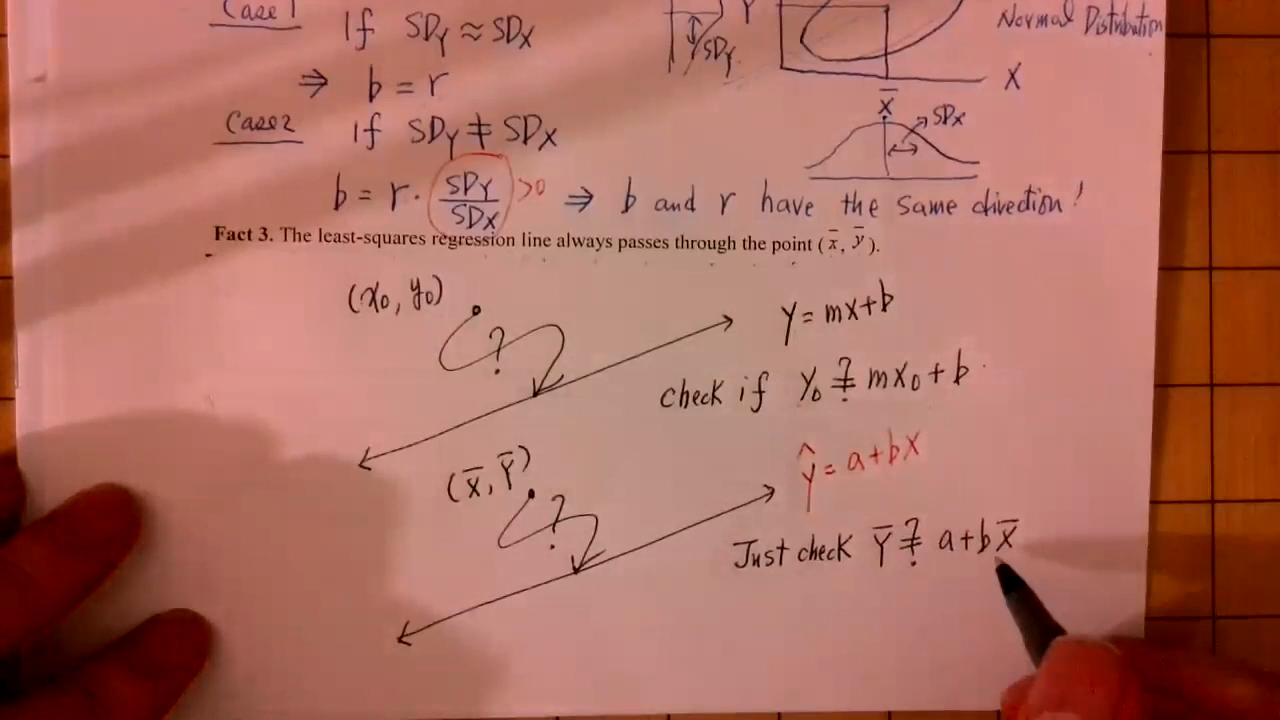 Case 1
If SDY ≈ SDX
⇒ b = r
Case 2
If SDY ≠ SDX
b = r · SDY / SDX >0 ⇒ b and r have the same direction!
Y
SDY
Normal Distribution
X
X̄
SDX
Fact 3. The least-squares regression line always passes through the point (x̄, ȳ).
(x0, y0)
?
y = mx+b
check if y0 ≟ mx0 + b
(X̄, Ȳ)
?
ŷ = a+bX
Just check Ȳ ≟ a+bX̄